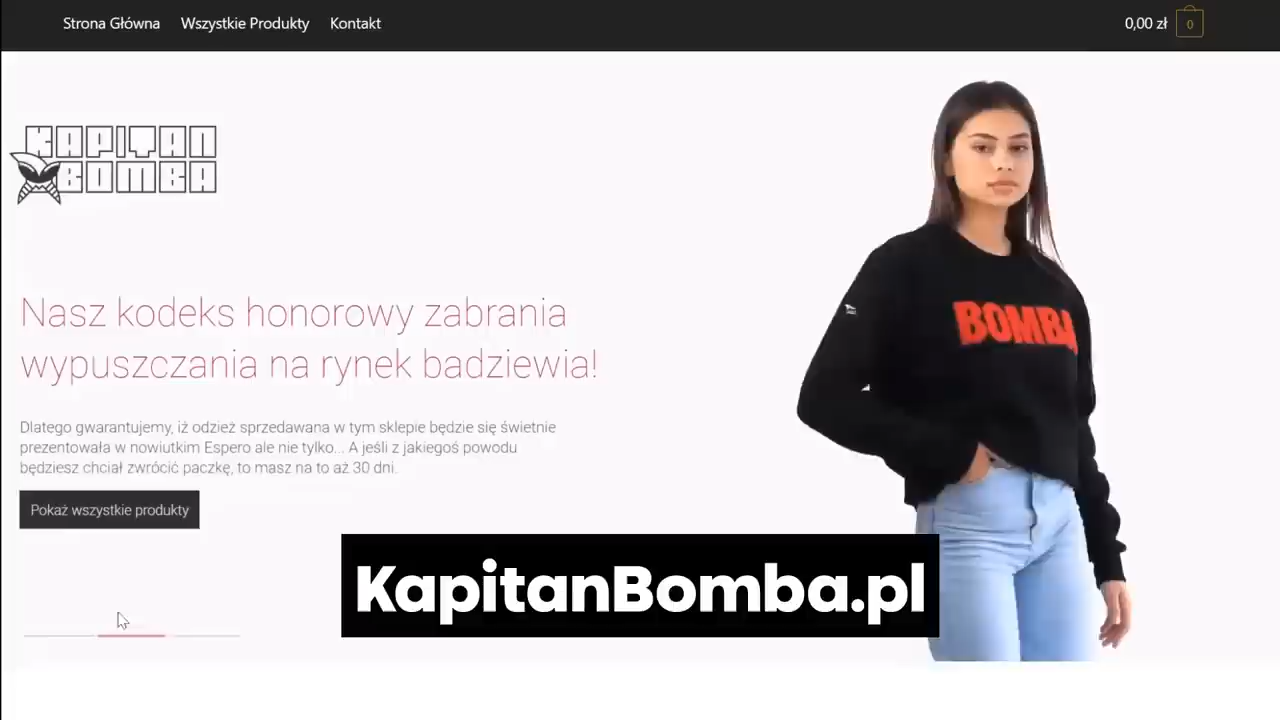 Strona Główna Wszystkie Produkty Kontakt 0,00 zł 0
KAPITAN
BOMBA
Nasz kodeks honorowy zabrania
wypuszczania na rynek badziewia!
BOMBA
Dlatego gwarantujemy, iż odzież sprzedawana w tym sklepie będzie się świetnie
prezentowała w nowiutkim Espero ale nie tylko... A jeśli z jakiegoś powodu
będziesz chciał zwrócić paczkę, to masz na to aż 30 dni.
Pokaż wszystkie produkty
KapitanBomba.pl